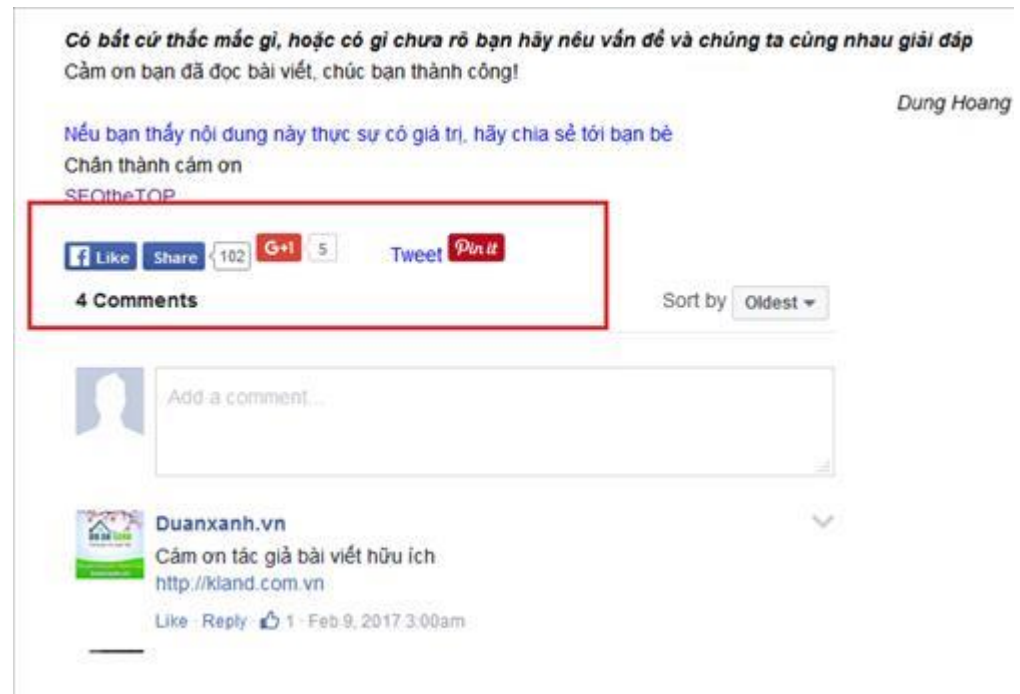 Có bất cứ thắc mắc gì, hoặc có gì chưa rõ bạn hãy nêu vấn đề và chúng ta cùng nhau giải đáp
Cảm ơn bạn đã đọc bài viết, chúc bạn thành công!
Dung Hoang
Nếu bạn thấy nội dung này thực sự có giá trị, hãy chia sẻ tới bạn bè
Chân thành cám ơn
SEOtheTOP
Like Share 102 G+1 5 Tweet Pin it
4 Comments Sort by Oldest
Add a comment...
Duanxanh.vn
Cám ơn tác giả bài viết hữu ích
http://kland.com.vn
Like · Reply · 1 · Feb 9, 2017 3:00am